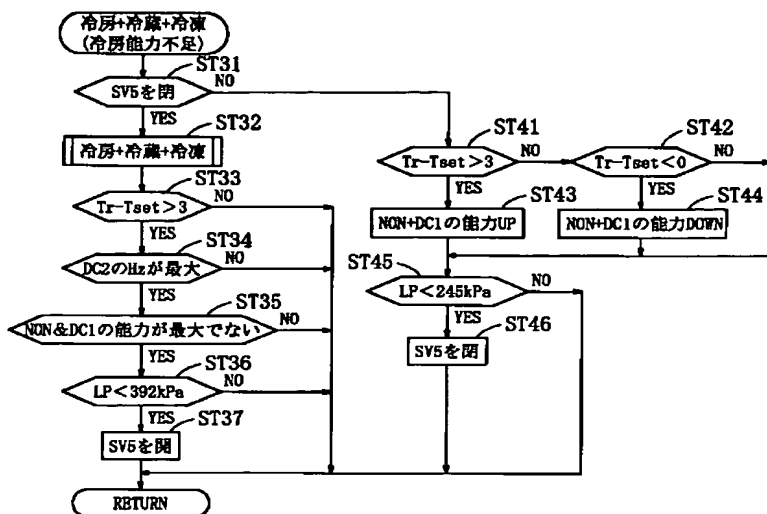 冷房+冷蔵+冷凍
(冷房能力不足)
ST31
SV5を閉
NO
YES
ST32
冷房+冷蔵+冷凍
ST33
Tr-Tset>3
NO
YES
ST34
DC2のHzが最大
NO
YES
ST35
NON&DC1の能力が最大でない
NO
YES
ST36
LP<392kPa
NO
YES
ST37
SV5を開
RETURN
ST41
Tr-Tset>3
NO
YES
ST42
Tr-Tset<0
NO
YES
ST43
NON+DC1の能力UP
ST44
NON+DC1の能力DOWN
ST45
LP<245kPa
NO
YES
ST46
SV5を閉